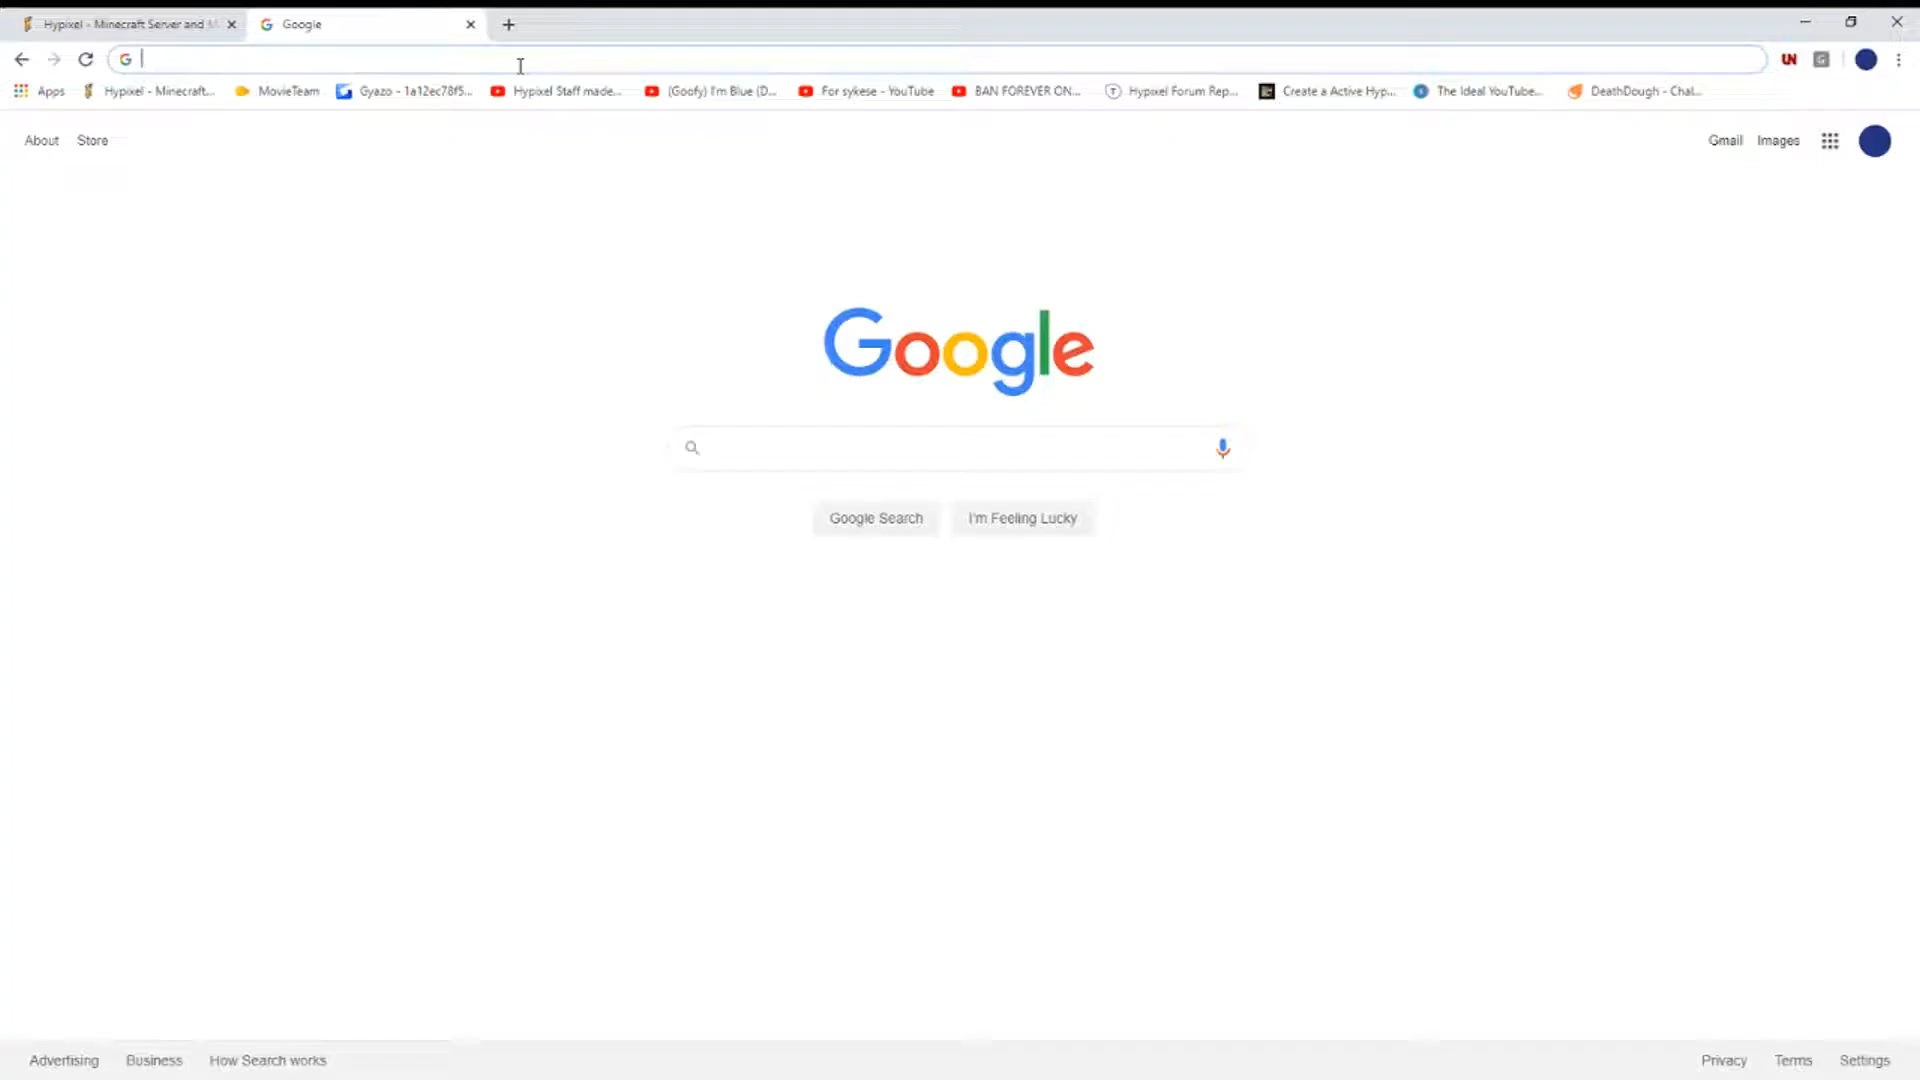 Hypixel - Minecraft Server and
Google
Apps
Hypixel - Minecraft...
MovieTeam
Gyazo - 1a12ec78f5...
Hypixel Staff made...
(Goofy) I'm Blue (D...
For sykese - YouTube
BAN FOREVER ON...
Hypixel Forum Rep...
Create a Active Hyp...
The Ideal YouTube...
DeathDough - Chal...
About
Store
Gmail
Images
Google
Google Search
I'm Feeling Lucky
Advertising
Business
How Search works
Privacy
Terms
Settings